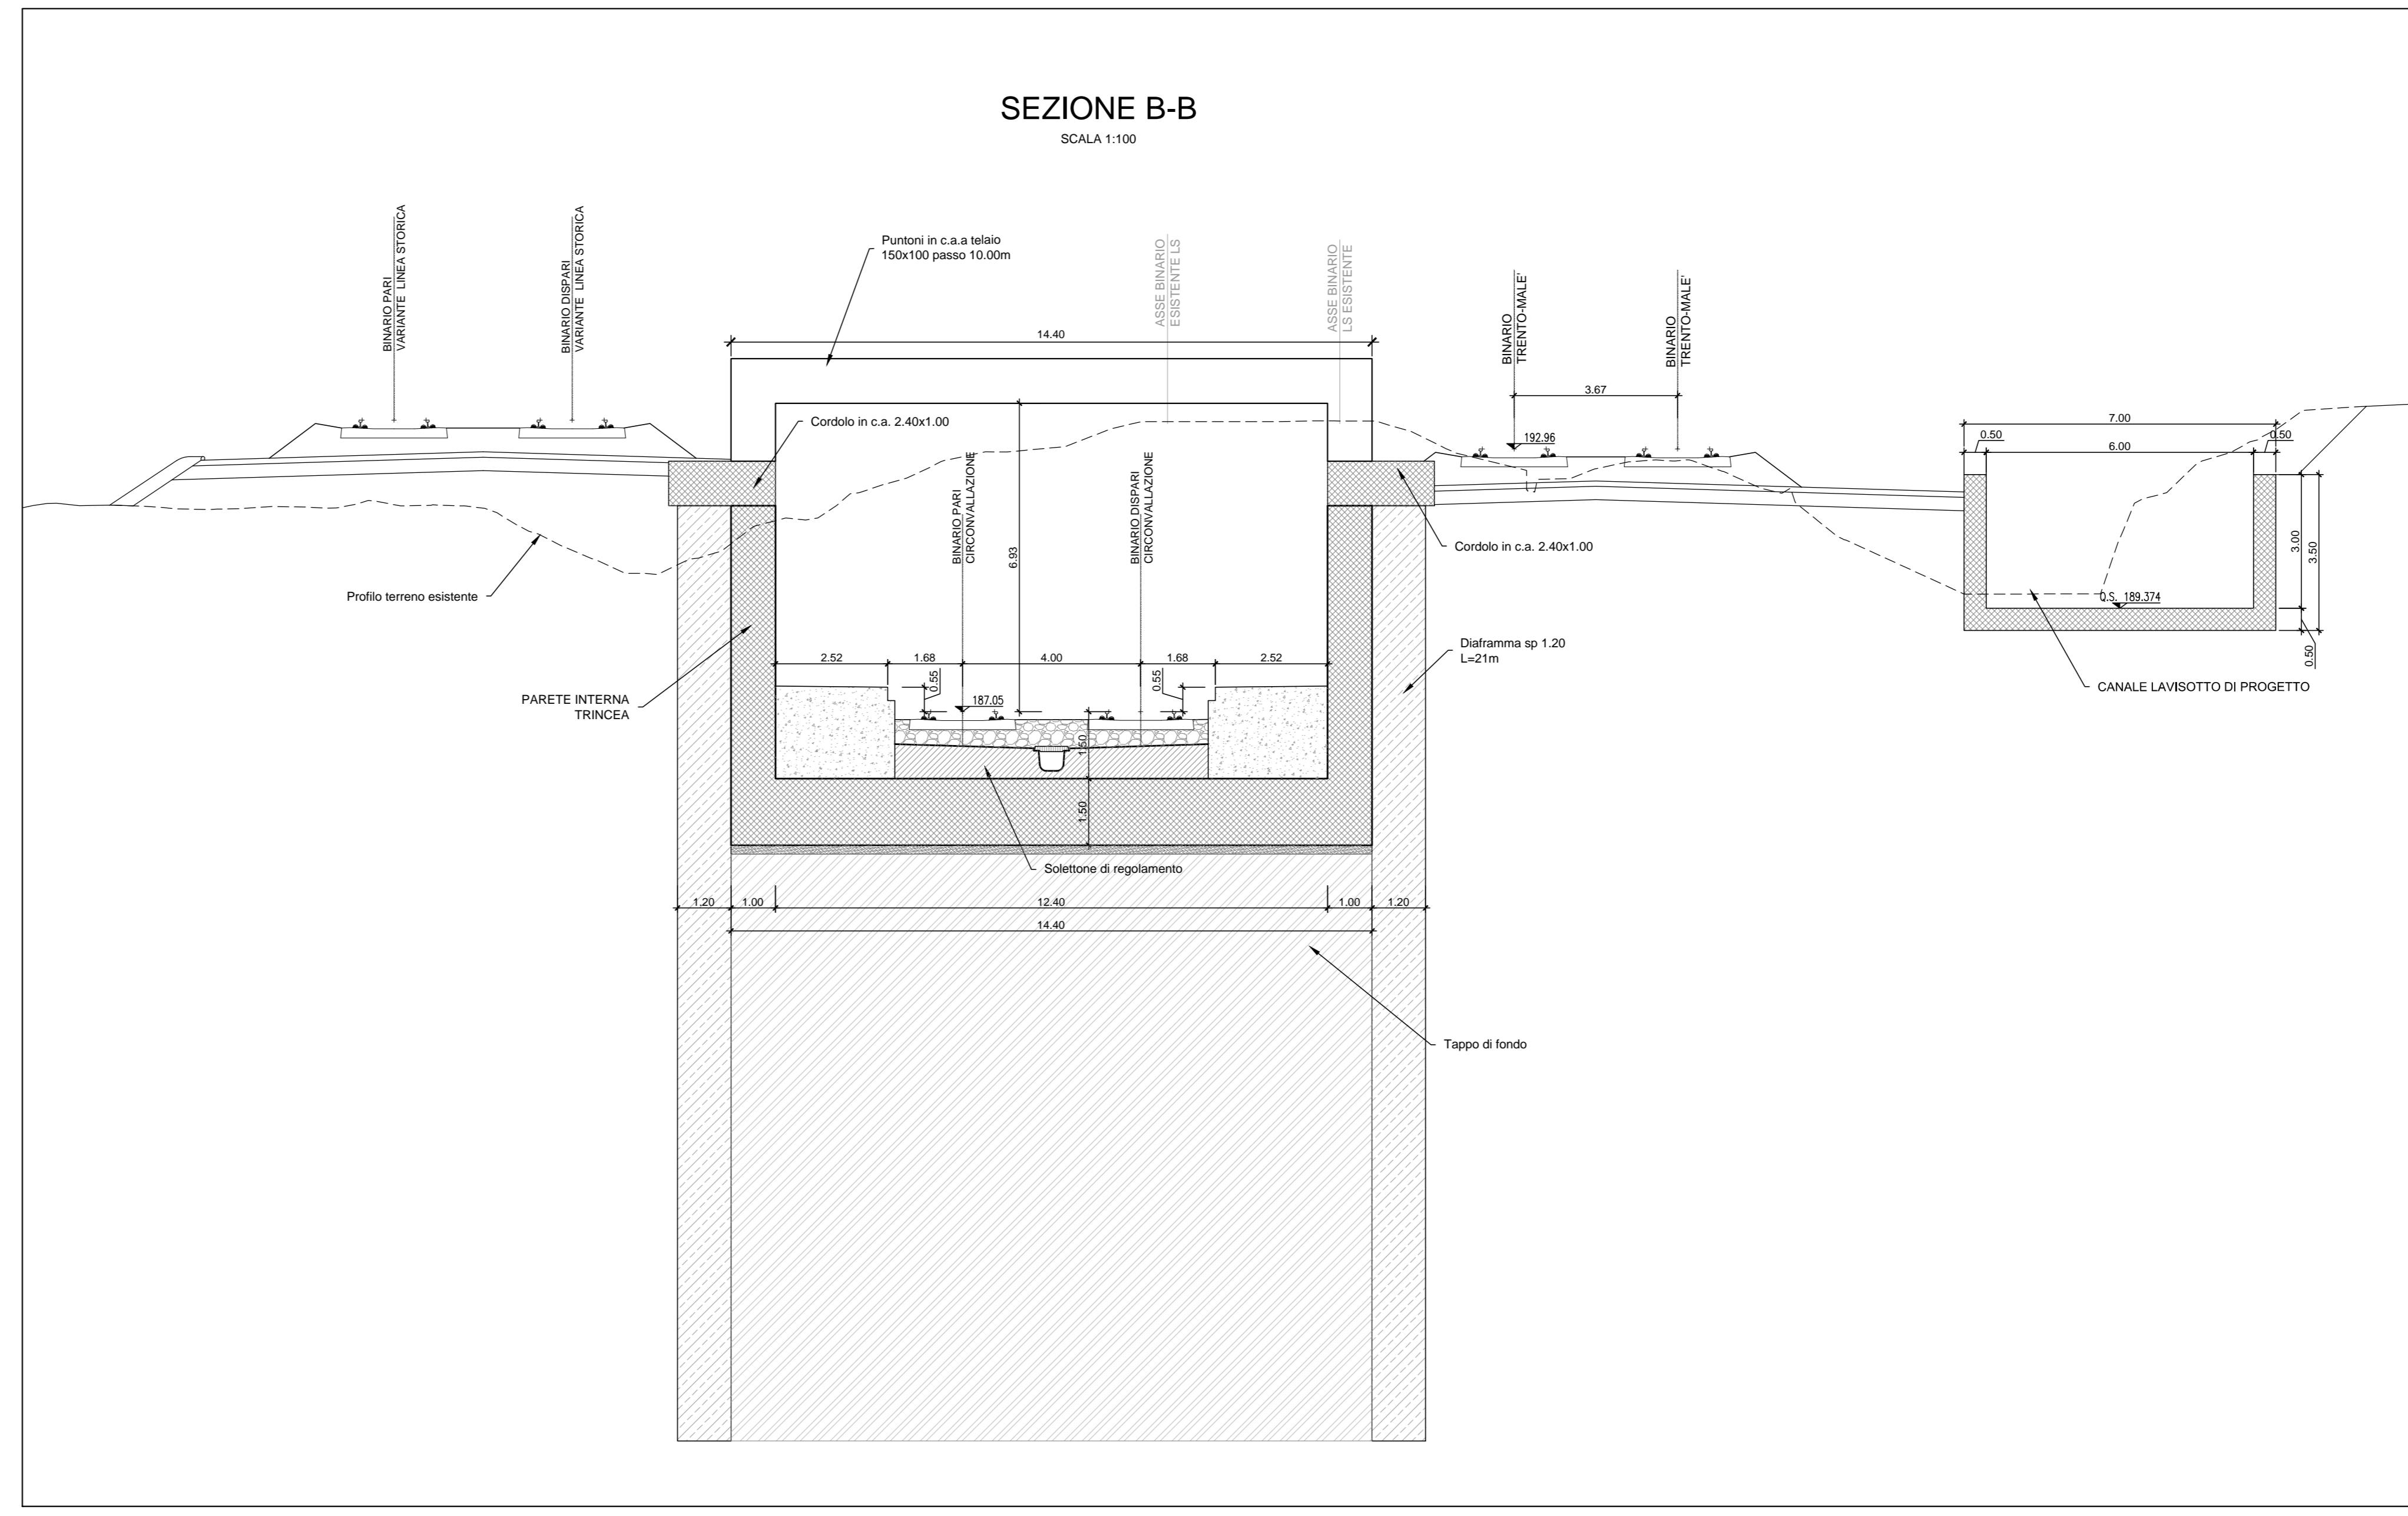 SEZIONE B-B
SCALA 1:100
BINARIO PARI
VARIANTE LINEA STORICA
BINARIO DISPARI
VARIANTE LINEA STORICA
Puntoni in c.a.a telaio
150x100 passo 10.00m
ASSE BINARIO
ESISTENTE LS
ASSE BINARIO
LS ESISTENTE
BINARIO
TRENTO-MALE'
BINARIO
TRENTO-MALE'
14.40
3.67
192.96
7.00
0.50
6.00
0.50
Cordolo in c.a. 2.40x1.00
BINARIO PARI
CIRCONVALLAZIONE
6.93
BINARIO DISPARI
CIRCONVALLAZIONE
Cordolo in c.a. 2.40x1.00
3.00
3.50
Q.S. 189.374
0.50
Profilo terreno esistente
Diaframma sp 1.20
L=21m
CANALE LAVISOTTO DI PROGETTO
2.52
1.68
4.00
1.68
2.52
0.55
0.55
187.05
PARETE INTERNA
TRINCEA
1.50
1.50
Solettone di regolamento
1.20
1.00
12.40
1.00
1.20
14.40
Tappo di fondo